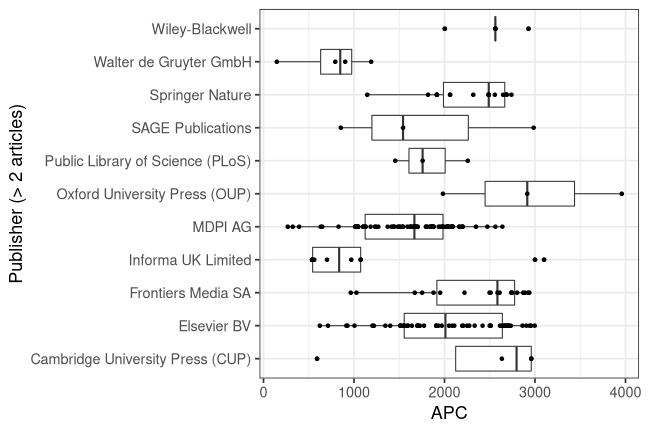 Publisher (> 2 articles)
Wiley-Blackwell
Walter de Gruyter GmbH
Springer Nature
SAGE Publications
Public Library of Science (PLoS)
Oxford University Press (OUP)
MDPI AG
Informa UK Limited
Frontiers Media SA
Elsevier BV
Cambridge University Press (CUP)
0 1000 2000 3000 4000
APC